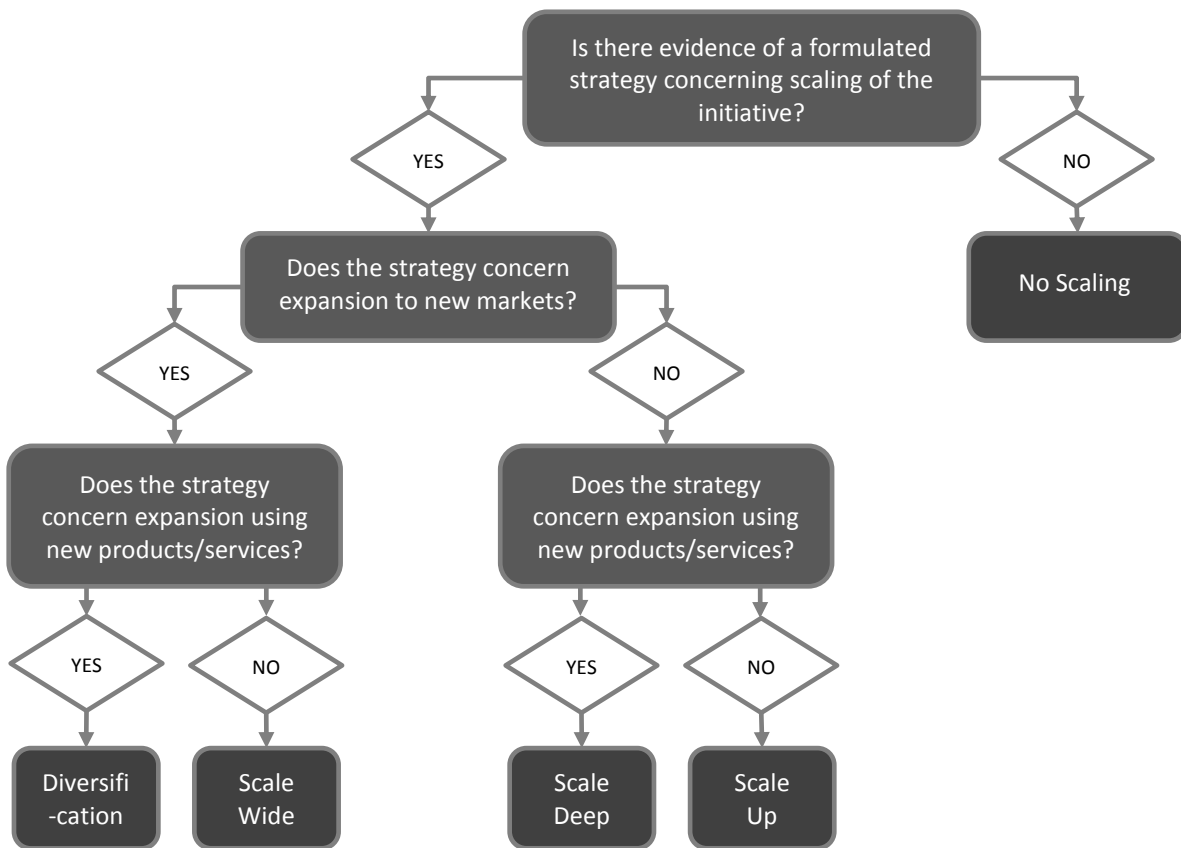 Is there evidence of a formulated
strategy concerning scaling of the
initiative?
YES
NO
Does the strategy concern
expansion to new markets?
No Scaling
YES
NO
Does the strategy
concern expansion using
new products/services?
Does the strategy
concern expansion using
new products/services?
YES
NO
YES
NO
Diversifi
-cation
Scale
Wide
Scale
Deep
Scale
Up